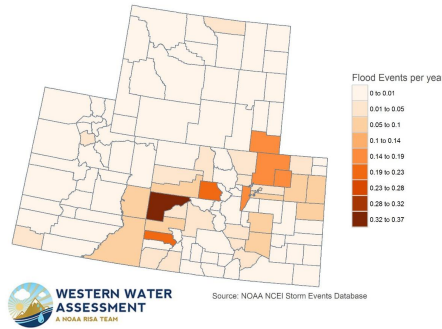 Flood Events per yea
0 to 0.01
0.01 to 0.05
0.05 to 0.1
0.1 to 0.14
0.14 to 0.19
0.19 to 0.23
0.23 to 0.28
0.28 to 0.32
0.32 to 0.37
WESTERN WATER
ASSESSMENT
A NOAA RISA TEAM
Source: NOAA NCEI Storm Events Database